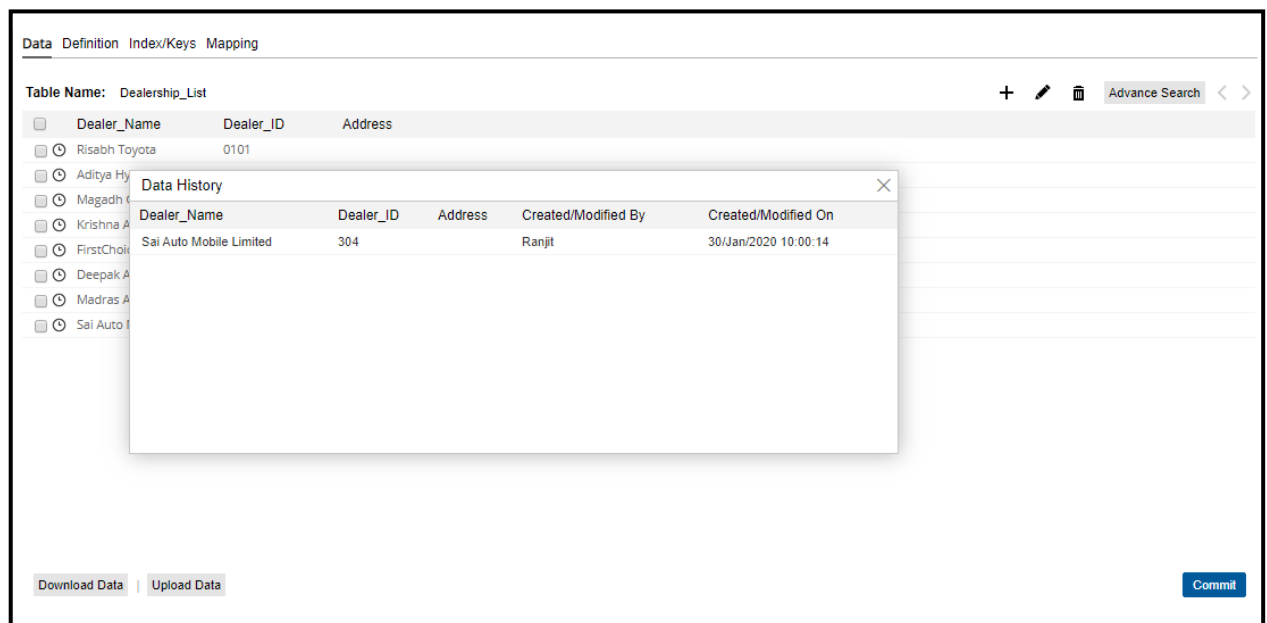 Data Definition Index/Keys Mapping
Table Name: Dealership_List Advance Search
Dealer_Name Dealer_ID Address
Risabh Toyota 0101
Aditya
Magadh
Krishna
Data History
Dealer_Name Dealer_ID Address Created/Modified By Created/Modified On
Sai Auto Mobile Limited 304 Ranjit 30/Jan/2020 10:00:14
Deepak
Madras
Sai Auto
Download Data | Upload Data Commit